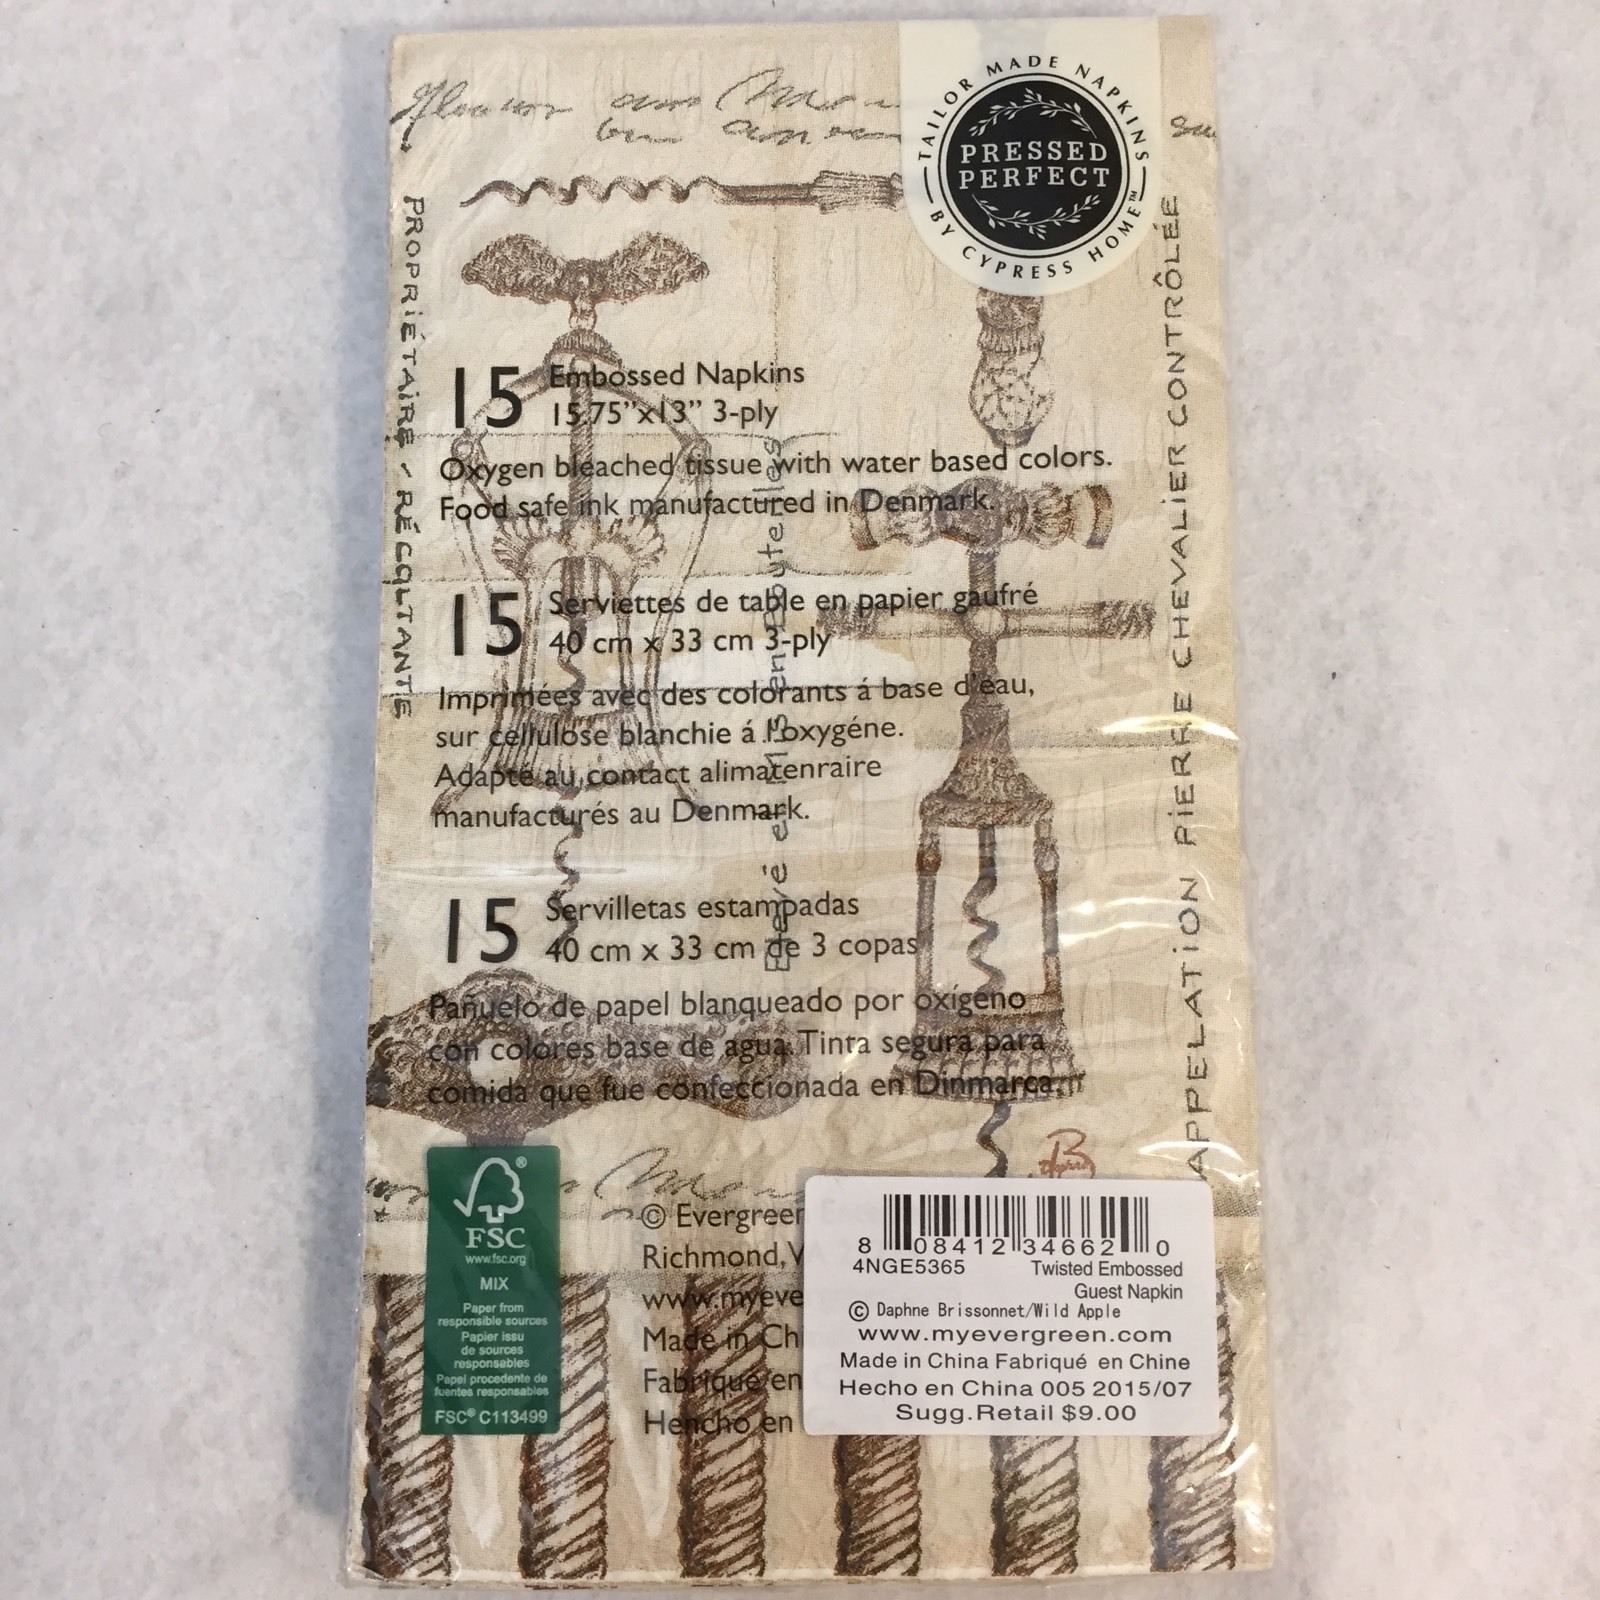 TAILOR MADE NAPKINS
PRESSED
PERFECT
BY CYPRESS HOME™
PROPRIÉTAIRE - RÉCOLTANTE
APPELATION PIERRE CHEVALIER CONTRÔLÉE
15 Embossed Napkins
15.75”x13” 3-ply
Oxygen bleached tissue with water based colors.
Food safe ink manufactured in Denmark.
15 Serviettes de table en papier gaufré
40 cm x 33 cm 3-ply
Imprimées avec des colorants á base d'eau,
sur cellulose blanchie á l'oxygéne.
Adapté au contact alimatenraire
manufacturés au Denmark.
15 Servilletas estampadas
40 cm x 33 cm de 3 copas
Pañuelo de papel blanqueado por oxígeno
con colores base de agua. Tinta segura para
comida que fue confeccionada en Dinmarca.
FSC®
www.fsc.org
MIX
Paper from
responsible sources
Papier issu
de sources
responsables
Papel procedente de
fuentes responsables
FSC® C113499
© Evergreen
Richmond, V
www.myeve
Made in Ch
Fabriqué en
Hencho en
8 08412 34662 0
4NGE5365 Twisted Embossed
Guest Napkin
© Daphne Brissonnet/Wild Apple
www.myevergreen.com
Made in China Fabriqué en Chine
Hecho en China 005 2015/07
Sugg.Retail $9.00